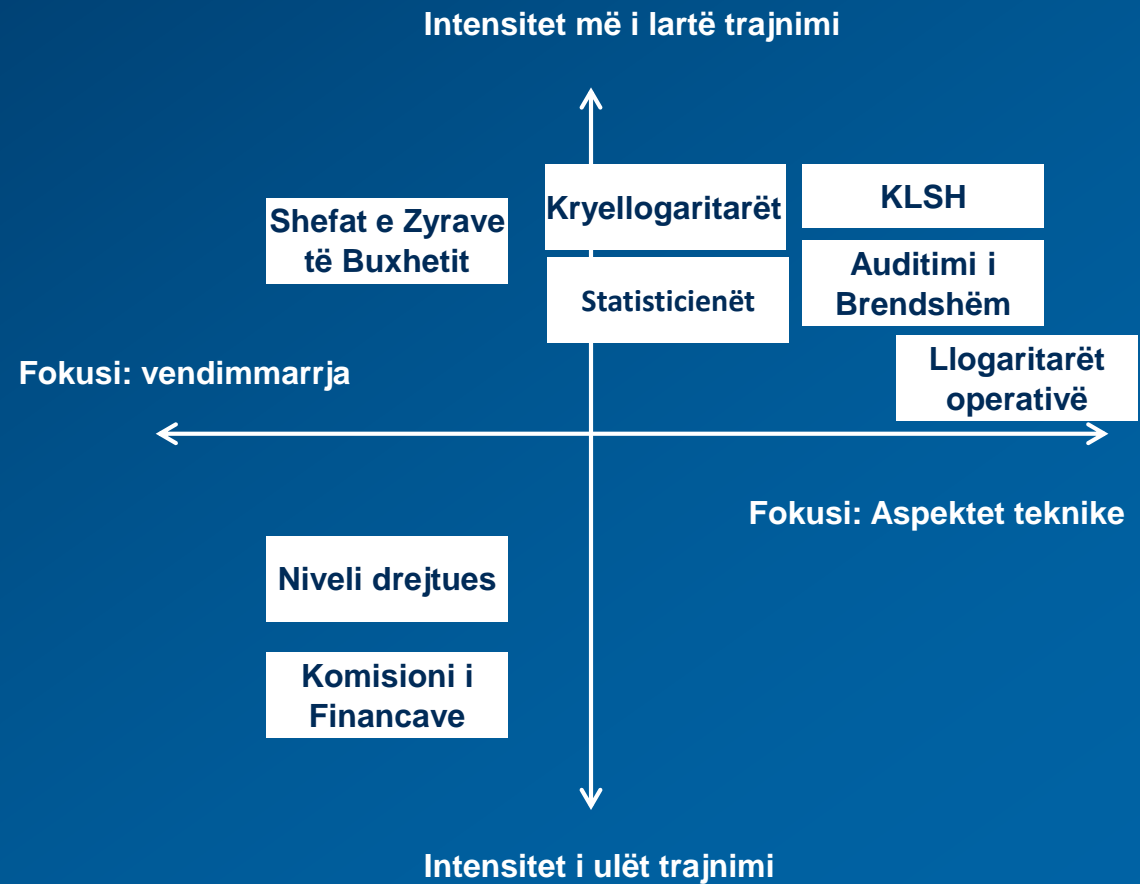 Intensitet më i lartë trajnimi
Shefat e Zyrave
të Buxhetit
Kryellogaritarët
KLSH
Statisticienët
Auditimi i
Brendshëm
Llogaritarët
operativë
Fokusi: vendimmarrja
Fokusi: Aspektet teknike
Niveli drejtues
Komisioni i
Financave
Intensitet i ulët trajnimi